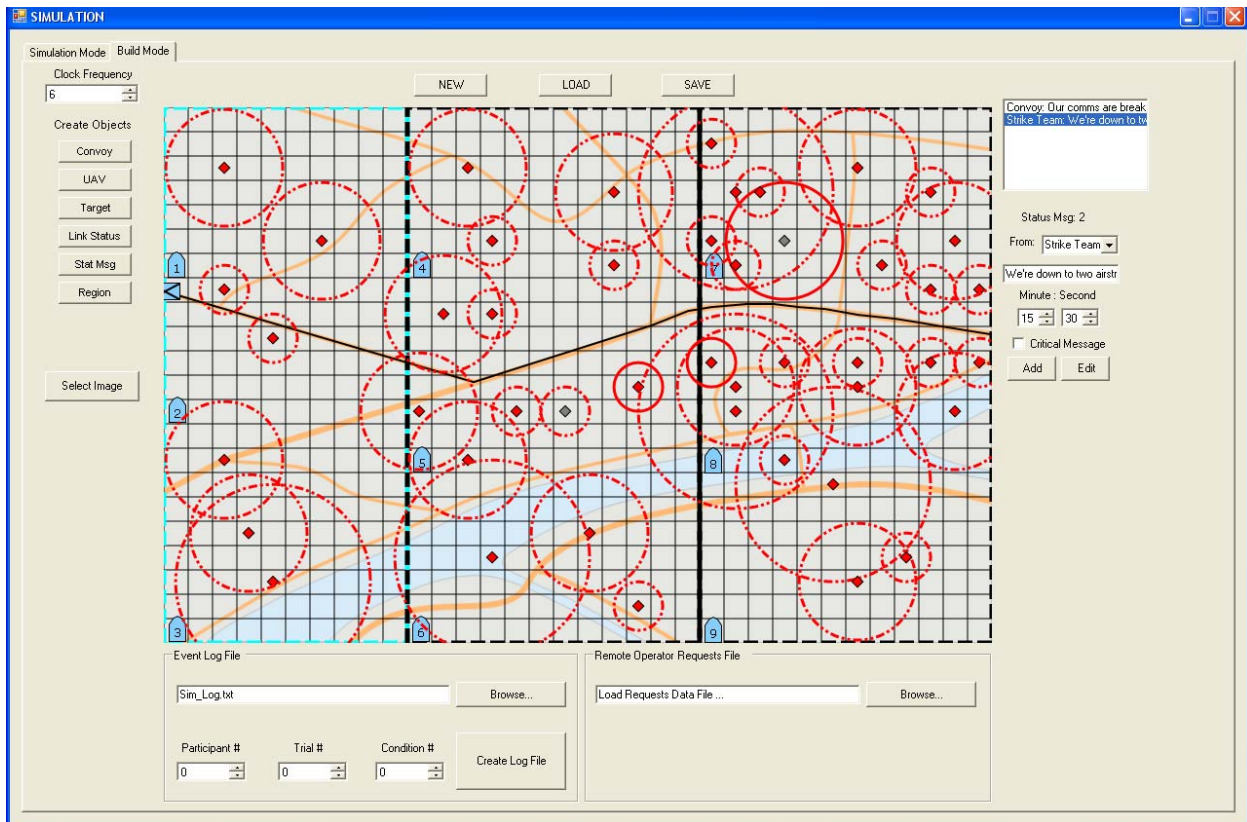 SIMULATION
Simulation Mode
Build Mode
Clock Frequency
6
NEW
LOAD
SAVE
Create Objects
Convoy
UAV
Target
Link Status
Stat Msg
Region
Select Image
1
4
7
2
5
8
3
6
9
Convoy: Our comms are break
Strike Team: We're down to tw
Status Msg: 2
From: Strike Team
We're down to two airstr
Minute : Second
15
30
Critical Message
Add
Edit
Event Log File
Sim_Log.txt
Browse...
Participant #
Trial #
Condition #
0
0
0
Create Log File
Remote Operator Requests File
Load Requests Data File ...
Browse...